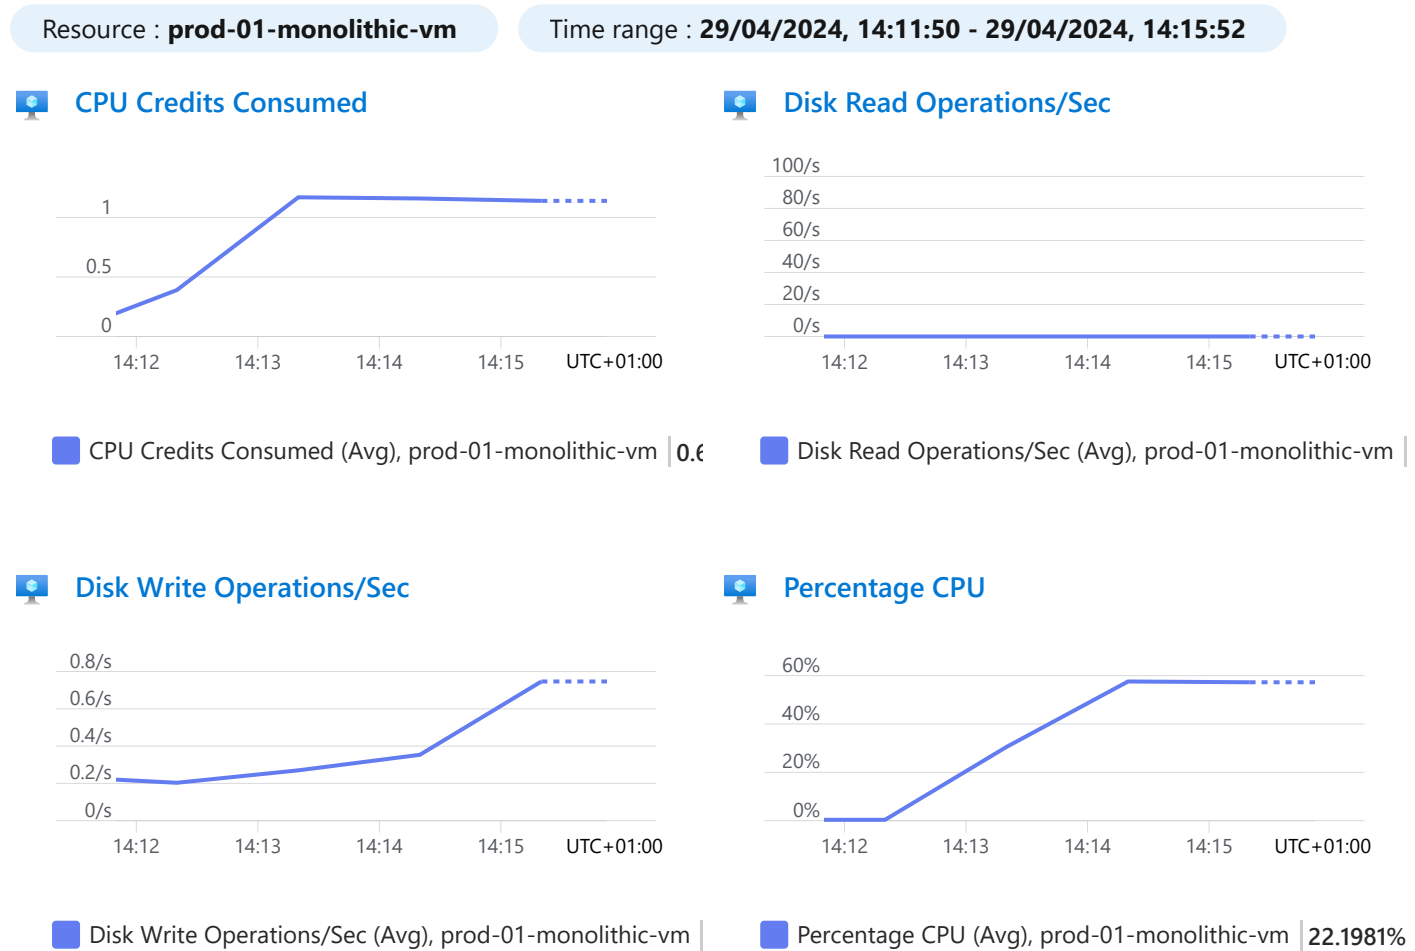 Resource : prod-01-monolithic-vm
Time range : 29/04/2024, 14:11:50 - 29/04/2024, 14:15:52
CPU Credits Consumed
1
0.5
0
14:12 14:13 14:14 14:15 UTC+01:00
CPU Credits Consumed (Avg), prod-01-monolithic-vm
Disk Read Operations/Sec
100/s
80/s
60/s
40/s
20/s
0/s
14:12 14:13 14:14 14:15 UTC+01:00
Disk Read Operations/Sec (Avg), prod-01-monolithic-vm
Disk Write Operations/Sec
0.8/s
0.6/s
0.4/s
0.2/s
0/s
14:12 14:13 14:14 14:15 UTC+01:00
Disk Write Operations/Sec (Avg), prod-01-monolithic-vm
Percentage CPU
60%
40%
20%
0%
14:12 14:13 14:14 14:15 UTC+01:00
Percentage CPU (Avg), prod-01-monolithic-vm 22.1981%